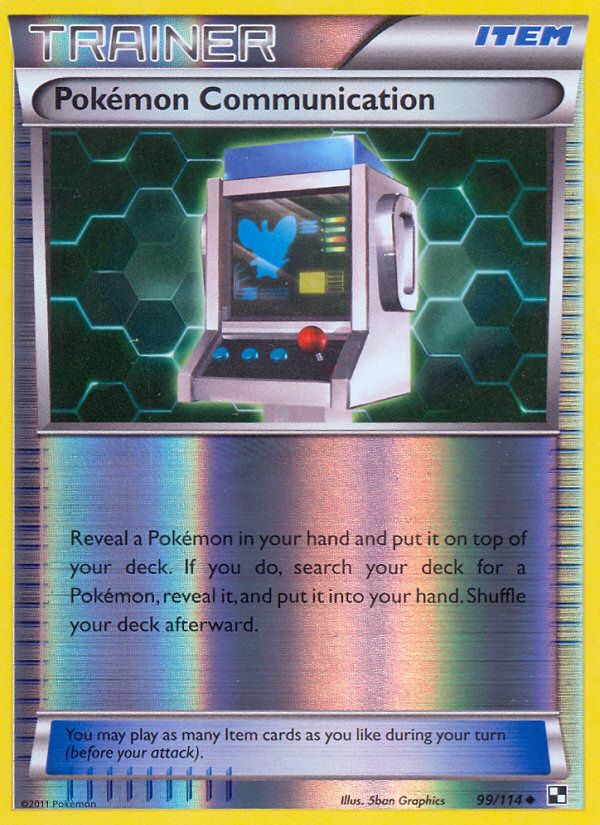 TRAINER
ITEM
Pokémon Communication
Reveal a Pokémon in your hand and put it on top of
your deck. If you do, search your deck for a
Pokémon, reveal it, and put it into your hand. Shuffle
your deck afterward.
You may play as many Item cards as you like during your turn
(before your attack).
©2011 Pokémon
Illus. 5ban Graphics
99/114